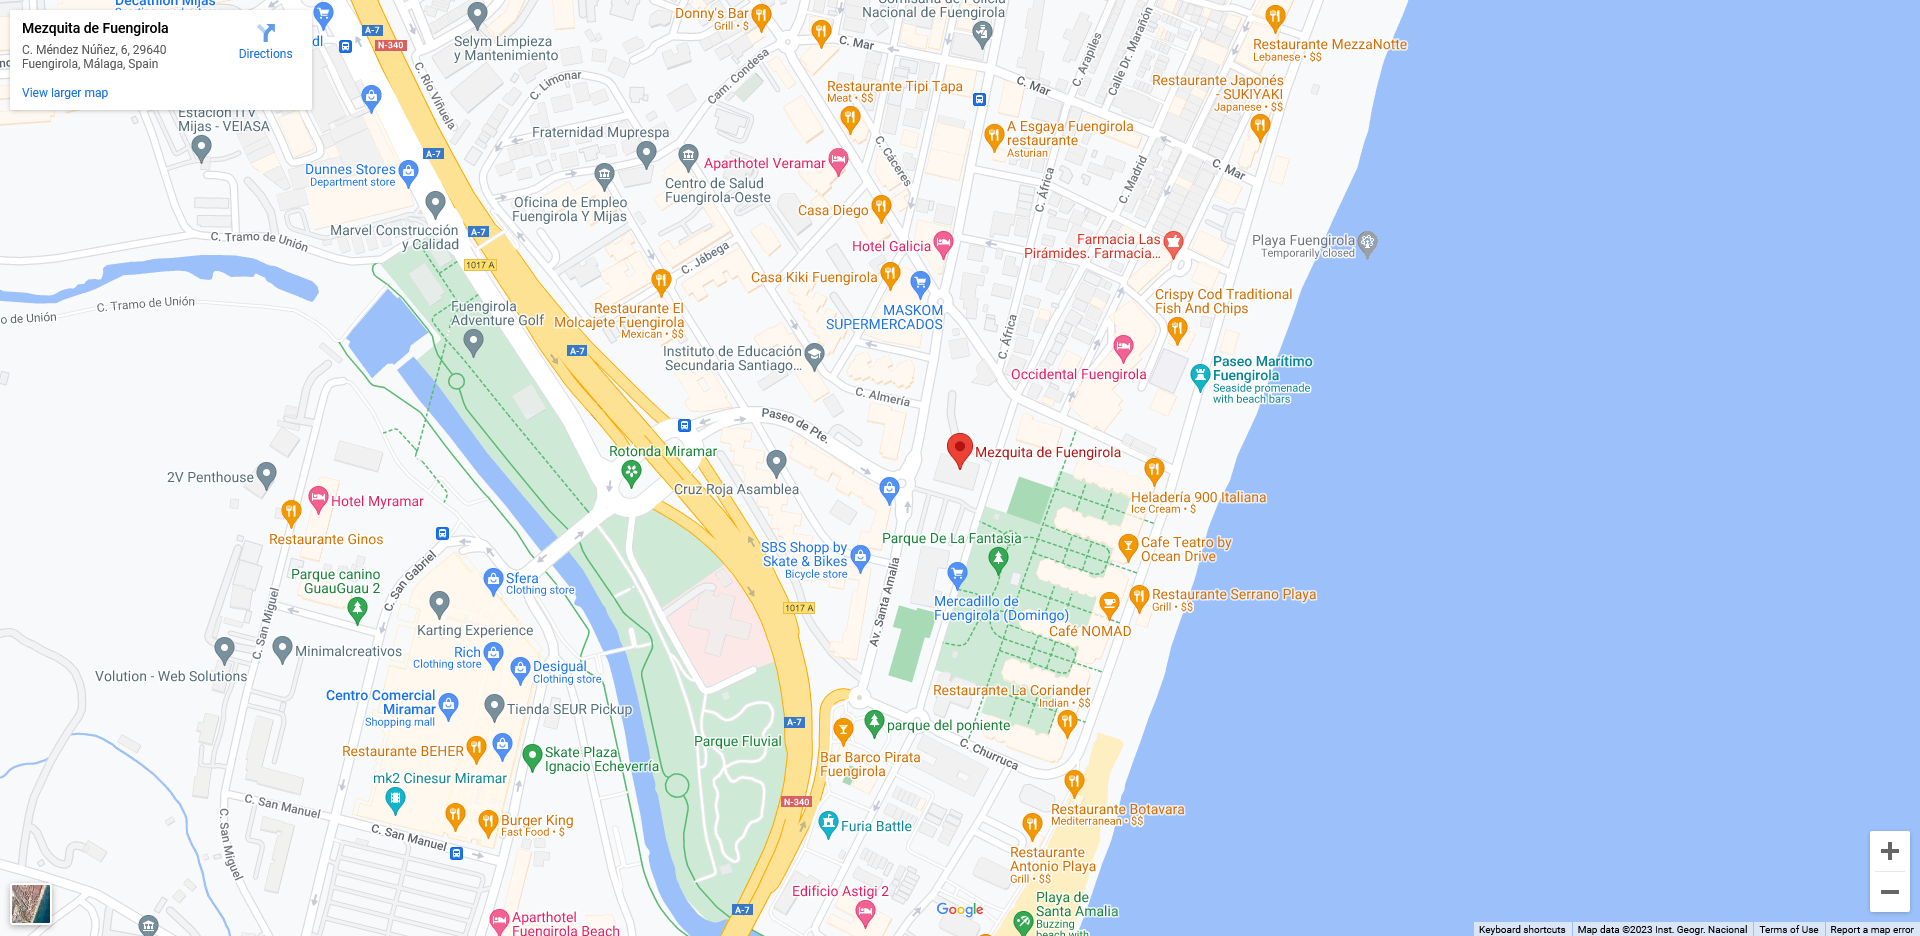 Decathlon Mijas
Mezquita de Fuengirola
C. Méndez Núñez, 6, 29640
Fuengirola, Málaga, Spain
Directions
View larger map
A-7
N-340
C. Río Viñuela
Selym Limpieza
y Mantenimiento
Donny's Bar
Grill • $
Nacional de Fuengirola
C. Mar
C. Arapiles
Calle Dr. Marañón
Restaurante MezzaNotte
Lebanese • $$
C. Limonar
Cam. Condesa
Restaurante Tipi Tapa
Meat • $$
C. Mar
Restaurante Japonés
- SUKIYAKI
Japanese • $$
Estación ITV
Mijas - VEIASA
Fraternidad Muprespa
A Esgaya Fuengirola
restaurante
Asturian
A-7
Dunnes Stores
Department store
Aparthotel Veramar
C. Cáceres
C. Mar
C. Madrid
C. África
Centro de Salud
Fuengirola-Oeste
Oficina de Empleo
Fuengirola Y Mijas
Casa Diego
Marvel Construcción
y Calidad
A-7
C. Tramo de Unión
1017 A
C. Jábega
Hotel Galicia
Farmacia Las
Pirámides. Farmacia...
Playa Fuengirola
Temporarily closed
Casa Kiki Fuengirola
C. Tramo de Unión
o de Unión
Fuengirola
Adventure Golf
Restaurante El
Molcajete Fuengirola
Mexican • $$
MASKOM
SUPERMERCADOS
Crispy Cod Traditional
Fish And Chips
C. África
A-7
Instituto de Educación
Secundaria Santiago...
Occidental Fuengirola
Paseo Marítimo
Fuengirola
Seaside promenade
with beach bars
C. Almería
Paseo de Pte.
Rotonda Miramar
Mezquita de Fuengirola
2V Penthouse
Cruz Roja Asamblea
Hotel Myramar
Heladería 900 Italiana
Ice Cream • $
Restaurante Ginos
Parque De La Fantasia
Cafe Teatro by
Ocean Drive
SBS Shopp by
Skate & Bikes
Bicycle store
C. San Gabriel
Parque canino
GuauGuau 2
Sfera
Clothing store
C. San Miguel
Av. Santa Amalia
1017 A
Mercadillo de
Fuengirola (Domingo)
Restaurante Serrano Playa
Grill • $$
Café NOMAD
Karting Experience
Minimalcreativos
Rich
Clothing store
Desigual
Clothing store
Volution - Web Solutions
Centro Comercial
Miramar
Shopping mall
Tienda SEUR Pickup
Restaurante La Coriander
Indian • $$
A-7
parque del poniente
Parque Fluvial
C. Churruca
Restaurante BEHER
Skate Plaza
Ignacio Echeverría
Bar Barco Pirata
Fuengirola
mk2 Cinesur Miramar
N-340
C. San Manuel
C. San Miguel
Burger King
Fast Food • $
C. San Manuel
Furia Battle
Restaurante Botavara
Mediterranean • $$
Restaurante
Antonio Playa
Grill • $$
Edificio Astigi 2
A-7
Google
Playa de
Santa Amalia
Buzzing
beach with
Aparthotel
Fuengirola Beach
Keyboard shortcuts
Map data ©2023 Inst. Geogr. Nacional
Terms of Use
Report a map error